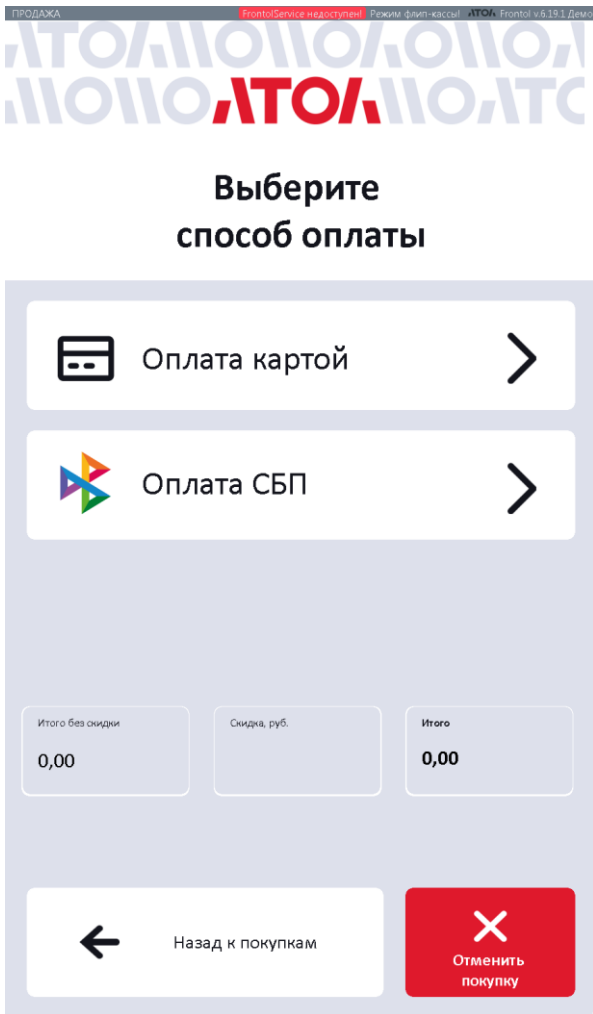 ПРОДАЖА FrontolService недоступен! Режим флип-кассы! АТОЛ Frontol v.6.19.1 Демо
АТОЛ
Выберите
способ оплаты
Оплата картой
Оплата СБП
Итого без скидки Скидка, руб. Итого
0,00 0,00
Назад к покупкам
Отменить
покупку